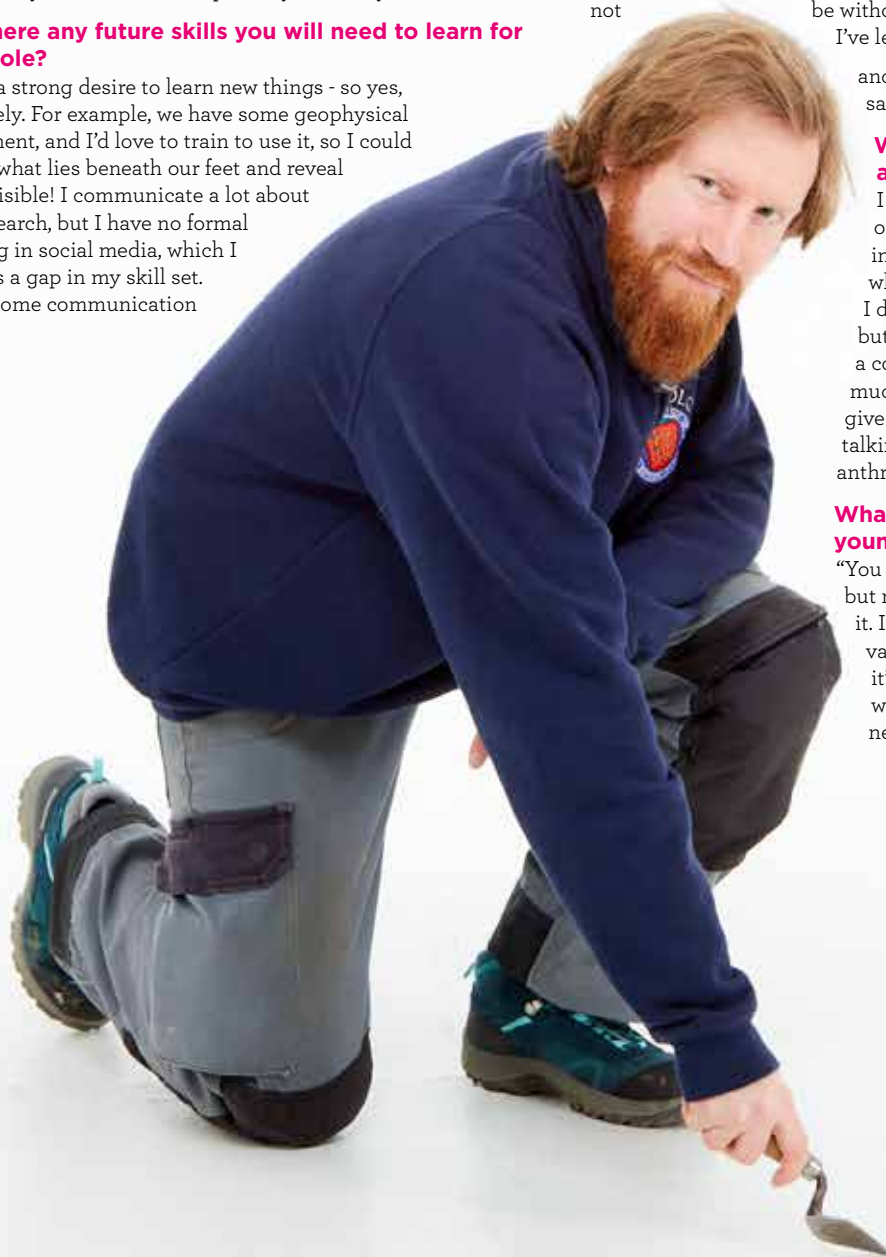 here any future skills you will need to learn for
ole?
a strong desire to learn new things - so yes,
ely. For example, we have some geophysical
ment, and I'd love to train to use it, so I could
what lies beneath our feet and reveal
isible! I communicate a lot about
earch, but I have no formal
g in social media, which I
s a gap in my skill set.
ome communication
not
be witho
I've le
and
sa
W
a
I
o
in
wh
I d
but
a co
muc
give
talkin
anthr
Wha
youn
"You
but r
it. I
va
it'
w
ne
OLO